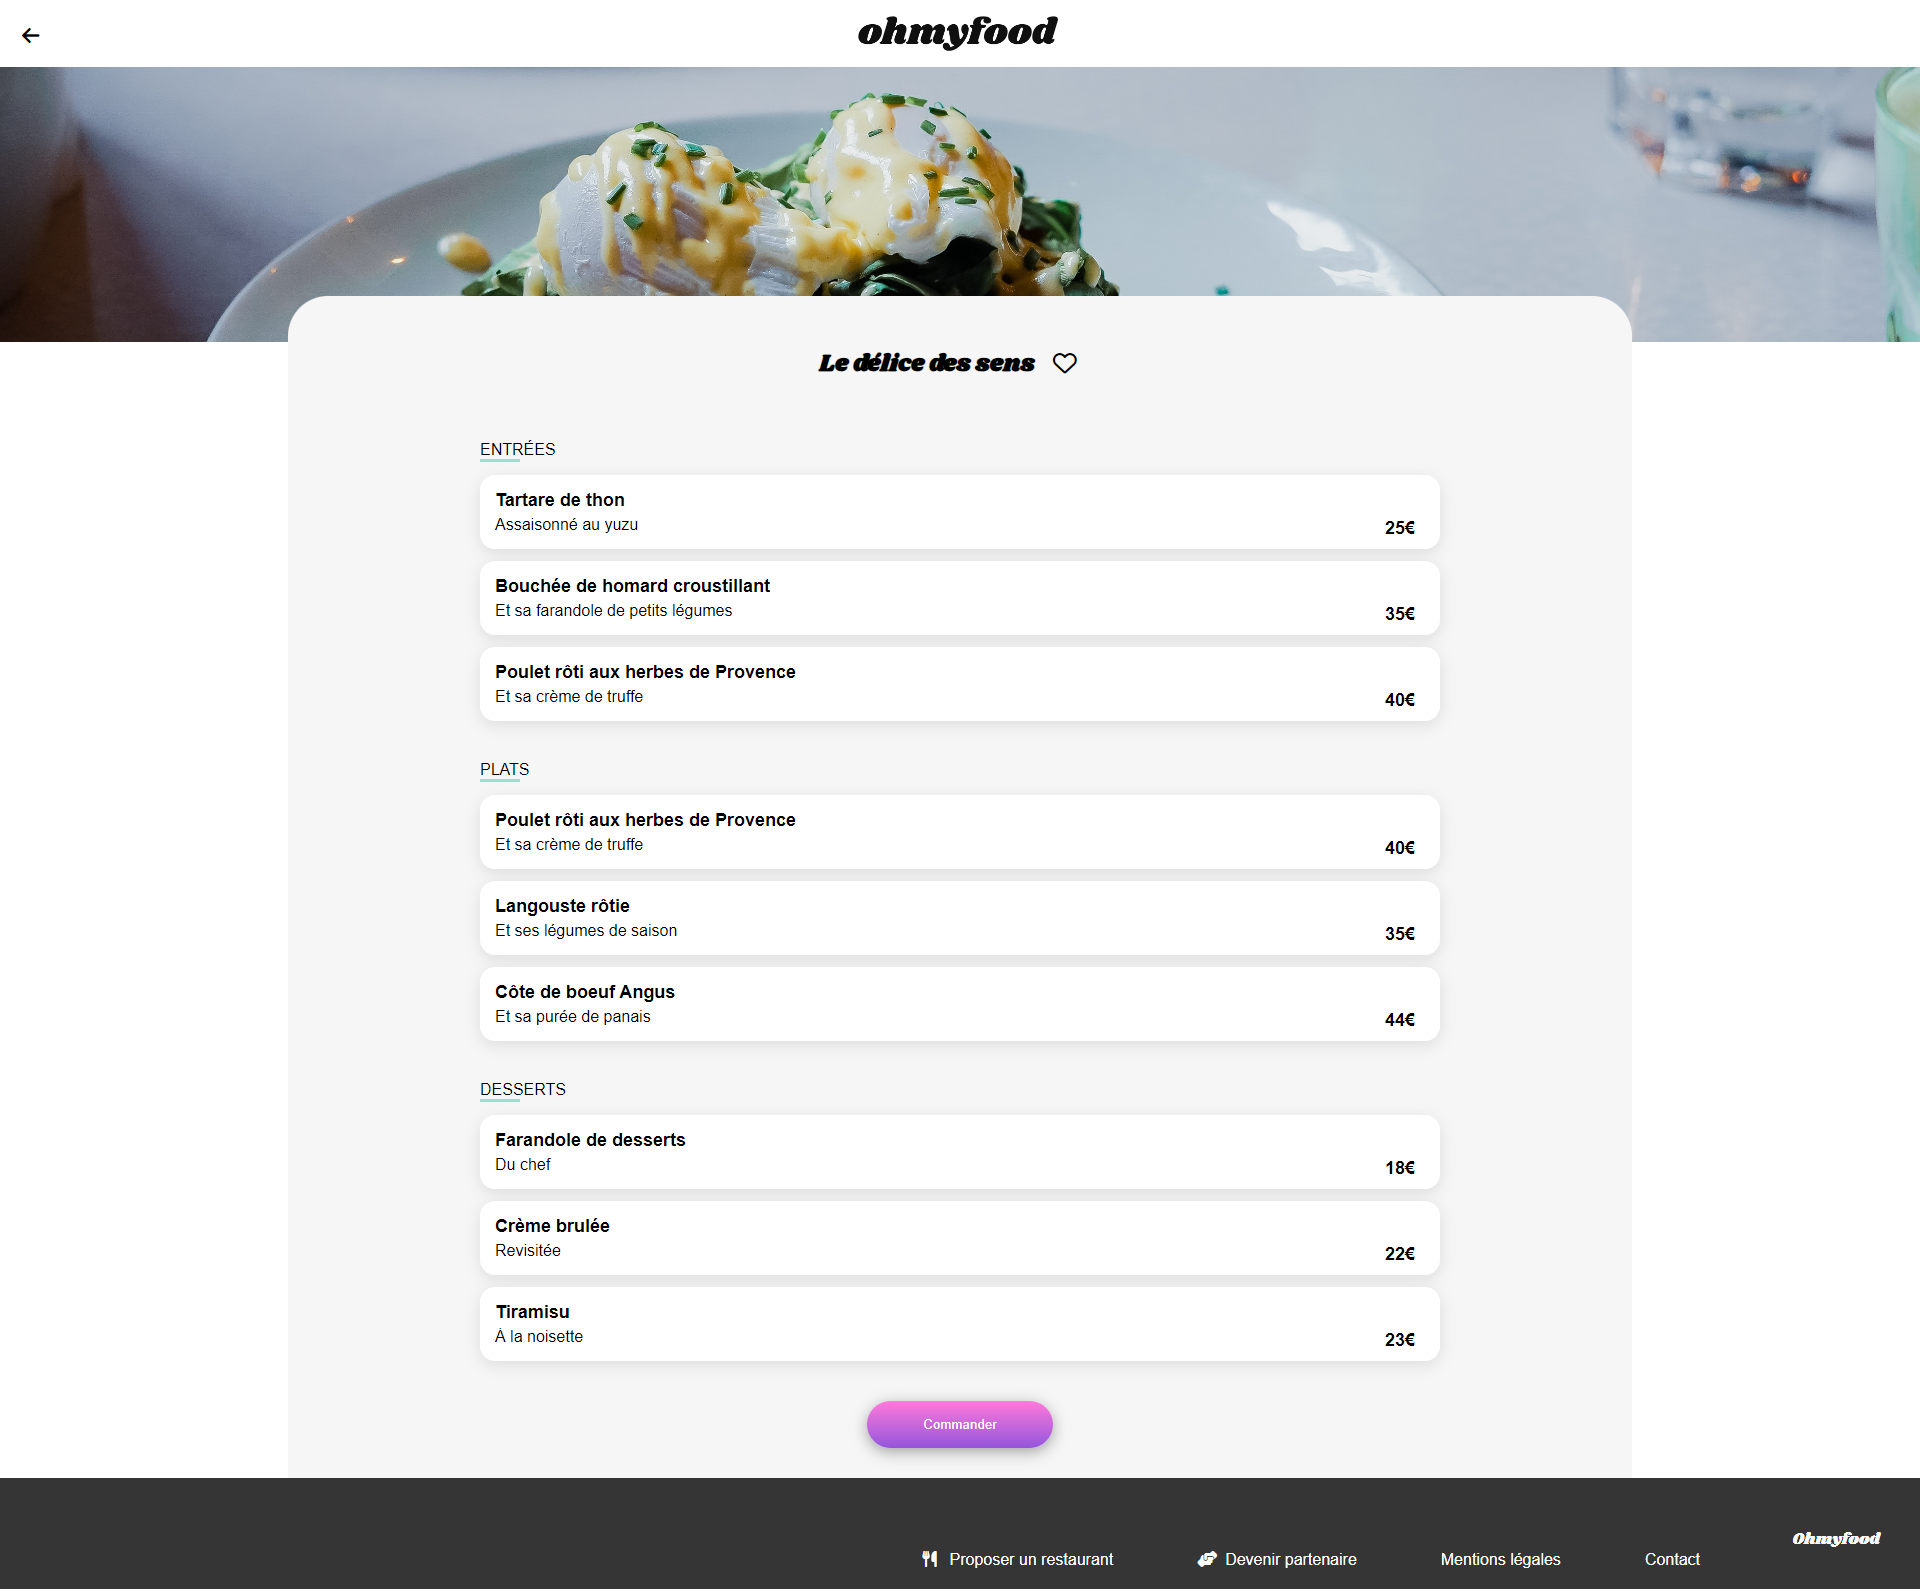 ohmyfood
Le délice des sens
ENTRÉES
Tartare de thon
Assaisonné au yuzu
25€
Bouchée de homard croustillant
Et sa farandole de petits légumes
35€
Poulet rôti aux herbes de Provence
Et sa crème de truffe
40€
PLATS
Poulet rôti aux herbes de Provence
Et sa crème de truffe
40€
Langouste rôtie
Et ses légumes de saison
35€
Côte de boeuf Angus
Et sa purée de panais
44€
DESSERTS
Farandole de desserts
Du chef
18€
Crème brulée
Revisitée
22€
Tiramisu
À la noisette
23€
Commander
Ohmyfood
Proposer un restaurant
Devenir partenaire
Mentions légales
Contact